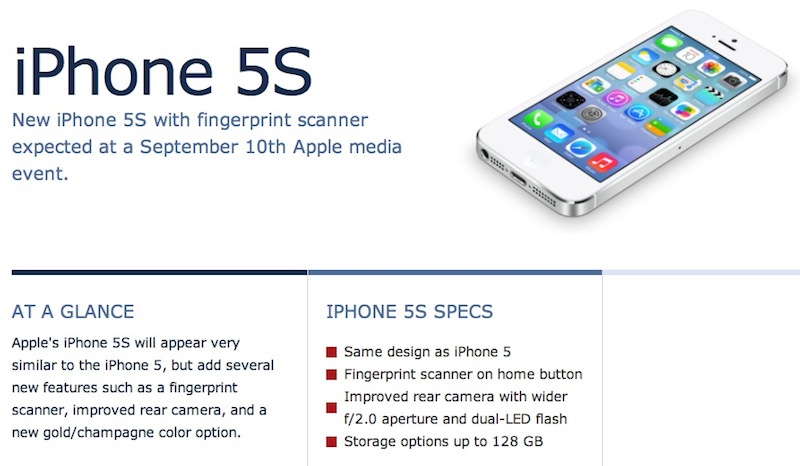 iPhone 5S
New iPhone 5S with fingerprint scanner
expected at a September 10th Apple media
event.
AT A GLANCE
Apple's iPhone 5S will appear very
similar to the iPhone 5, but add several
new features such as a fingerprint
scanner, improved rear camera, and a
new gold/champagne color option.
IPHONE 5S SPECS
Same design as iPhone 5
Fingerprint scanner on home button
Improved rear camera with wider
f/2.0 aperture and dual-LED flash
Storage options up to 128 GB